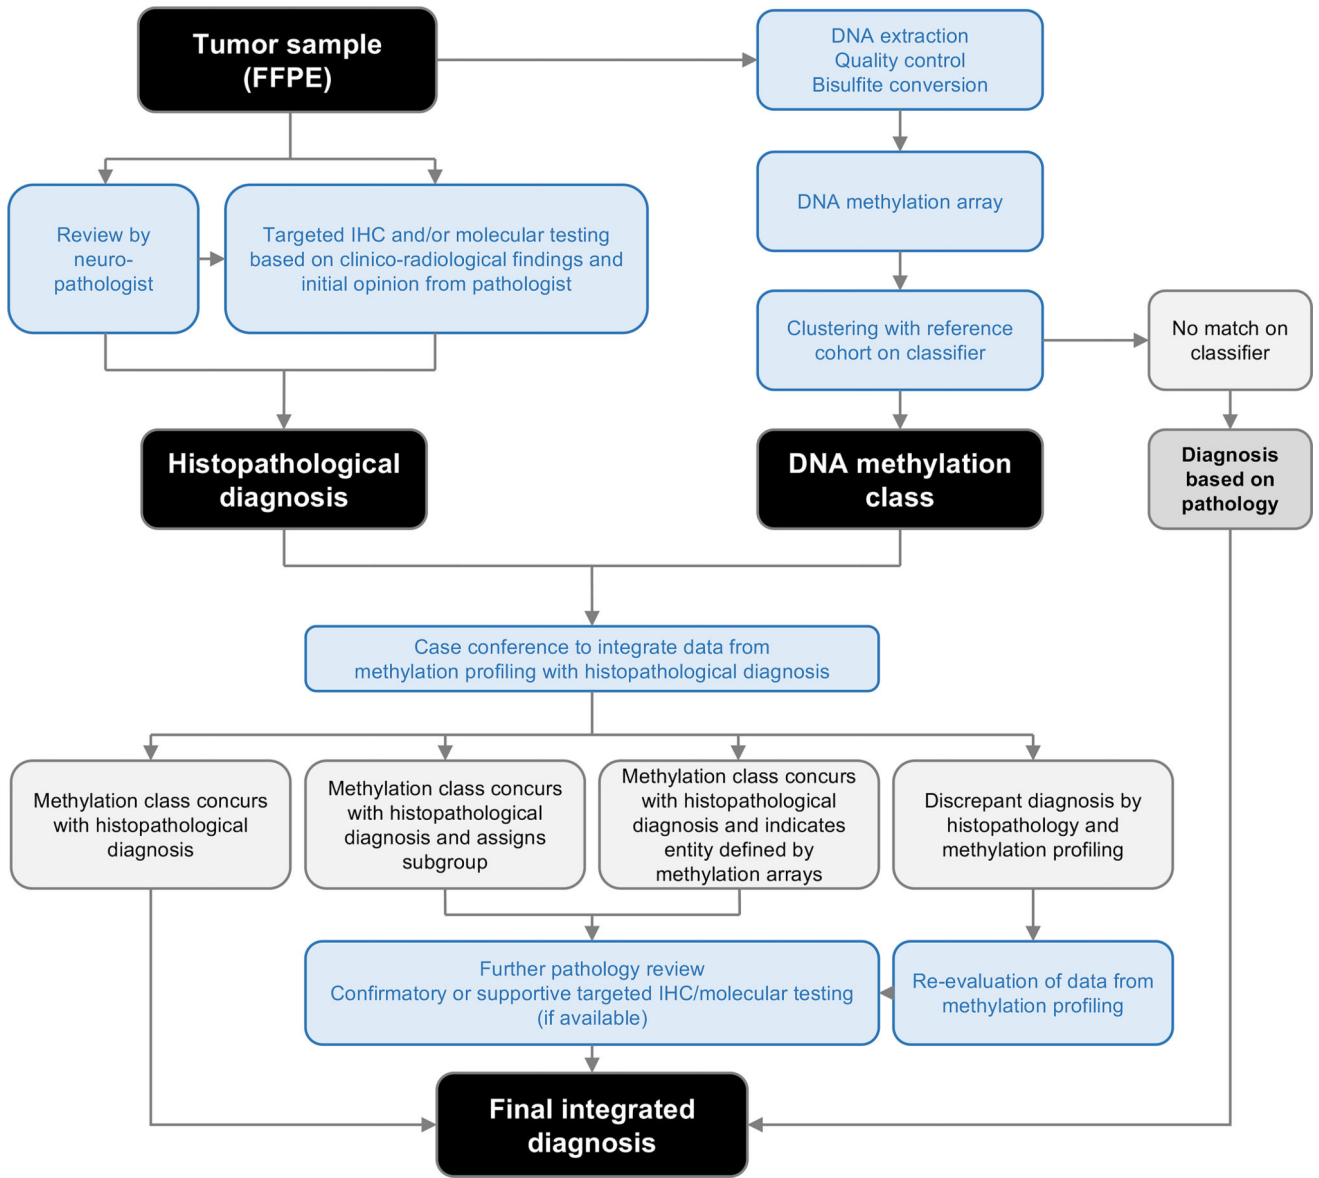 Tumor sample
(FFPE)
DNA extraction
Quality control
Bisulfite conversion
DNA methylation array
Review by
neuro-
pathologist
Targeted IHC and/or molecular testing
based on clinico-radiological findings and
initial opinion from pathologist
Clustering with reference
cohort on classifier
No match on
classifier
Histopathological
diagnosis
DNA methylation
class
Diagnosis
based on
pathology
Case conference to integrate data from
methylation profiling with histopathological diagnosis
Methylation class concurs
with histopathological
diagnosis
Methylation class concurs
with histopathological
diagnosis and assigns
subgroup
Methylation class concurs
with histopathological
diagnosis and indicates
entity defined by
methylation arrays
Discrepant diagnosis by
histopathology and
methylation profiling
Further pathology review
Confirmatory or supportive targeted IHC/molecular testing
(if available)
Re-evaluation of data from
methylation profiling
Final integrated
diagnosis